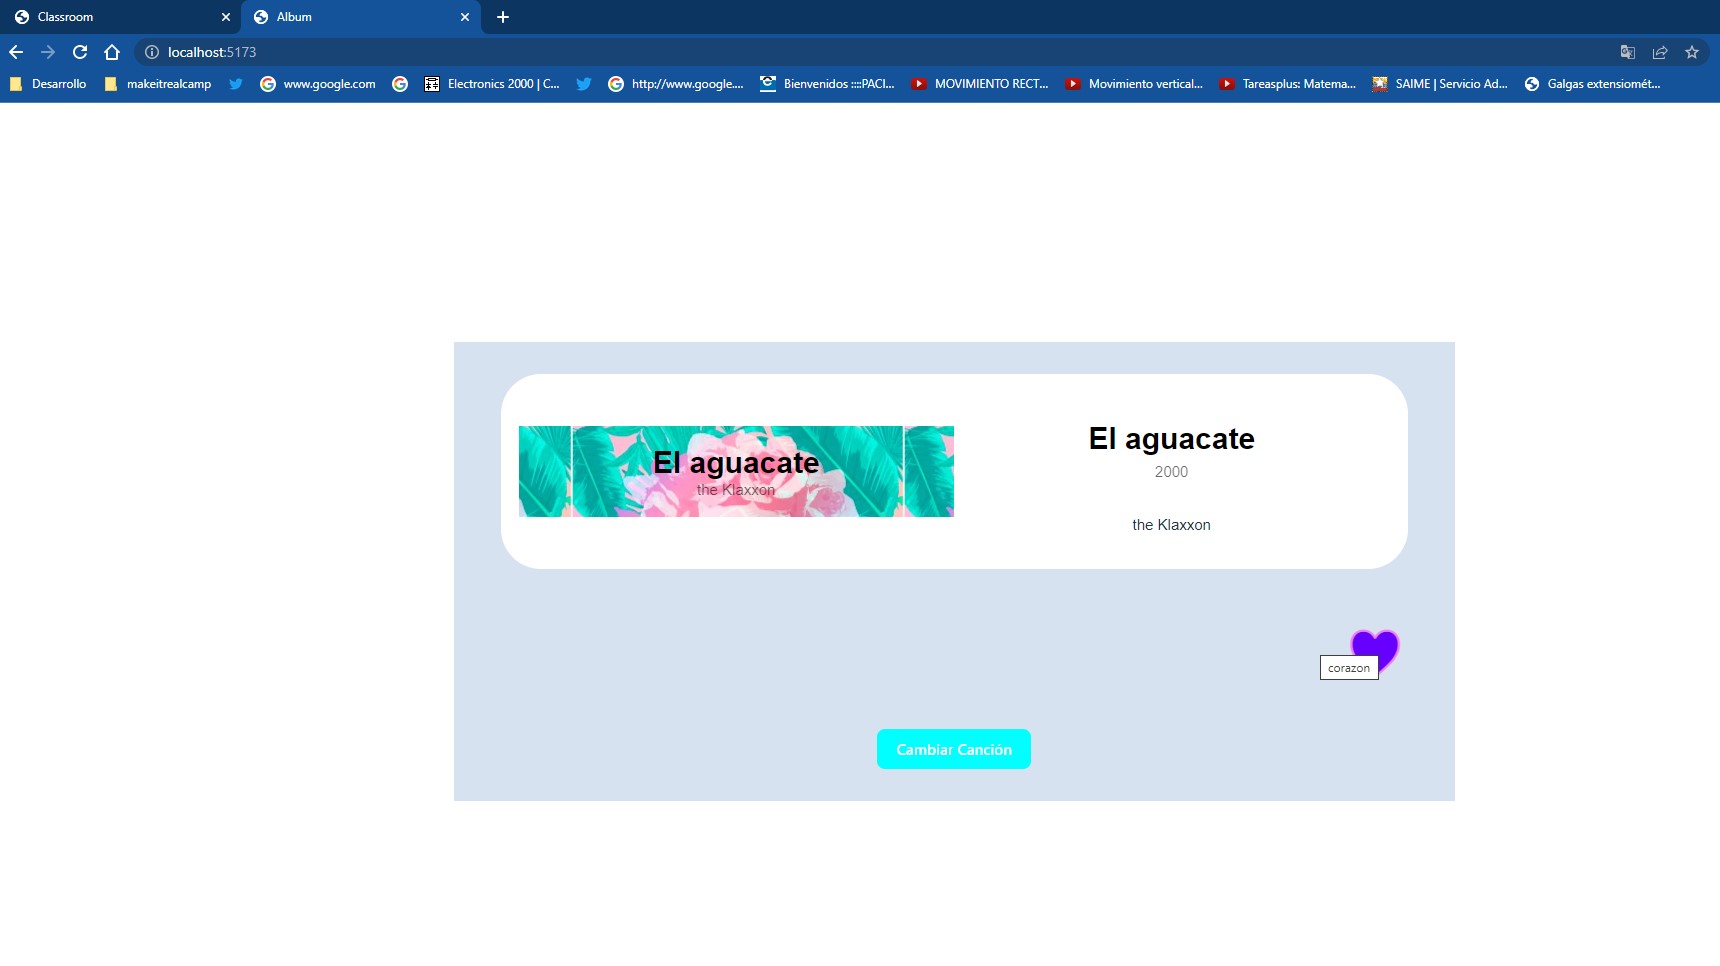 Classroom
Album
localhost:5173
Desarrollo
makeitrealcamp
www.google.com
Electronics 2000 | C...
http://www.google....
Bienvenidos ::::PACI...
MOVIMIENTO RECT...
Movimiento vertical...
Tareasplus: Matema...
SAIME | Servicio Ad...
Galgas extensiomét...
El aguacate
the Klaxxon
El aguacate
2000
the Klaxxon
corazon
Cambiar Canción